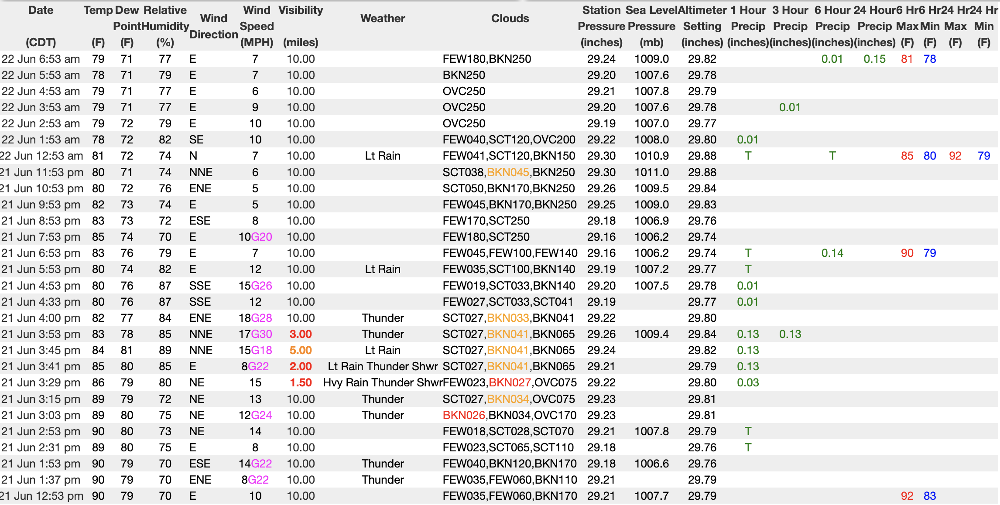 Date Temp Dew Relative Wind Wind Visibility Weather Clouds Station Sea Level Altimeter 1 Hour 3 Hour 6 Hour 24 Hour 6 Hr 6 Hr 24 Hr 24 Hr
Point Humidity Direction Speed Pressure Pressure Setting Precip Precip Precip Precip Max Min Max Min
(CDT) (F) (F) (%) (MPH) (miles) (inches) (mb) (inches) (inches) (inches) (inches) (inches) (F) (F) (F) (F)
22 Jun 6:53 am 79 71 77 E 7 10.00 FEW180,BKN250 29.24 1009.0 29.82 0.01 0.15 81 78
22 Jun 5:53 am 78 71 79 E 7 10.00 BKN250 29.20 1007.6 29.78
22 Jun 4:53 am 79 71 77 E 6 10.00 OVC250 29.21 1007.8 29.79
22 Jun 3:53 am 79 71 77 E 9 10.00 OVC250 29.20 1007.6 29.78 0.01
22 Jun 2:53 am 79 72 79 E 10 10.00 OVC250 29.19 1007.0 29.77
22 Jun 1:53 am 78 72 82 SE 10 10.00 FEW040,SCT120,OVC200 29.22 1008.0 29.80 0.01
22 Jun 12:53 am 81 72 74 N 7 10.00 Lt Rain FEW041,SCT120,BKN150 29.30 1010.9 29.88 T T 85 80 92 79
21 Jun 11:53 pm 80 71 74 NNE 6 10.00 SCT038,BKN045,BKN250 29.30 1011.0 29.88
21 Jun 10:53 pm 80 72 76 ENE 5 10.00 SCT050,BKN170,BKN250 29.26 1009.5 29.84
21 Jun 9:53 pm 82 73 74 E 5 10.00 FEW045,BKN170,BKN250 29.25 1009.0 29.83
21 Jun 8:53 pm 83 73 72 ESE 8 10.00 FEW170,SCT250 29.18 1006.9 29.76
21 Jun 7:53 pm 85 74 70 E 10G20 10.00 FEW180,SCT250 29.16 1006.2 29.74
21 Jun 6:53 pm 83 76 79 E 7 10.00 FEW045,FEW100,FEW140 29.16 1006.2 29.74 T 0.14 90 79
21 Jun 5:53 pm 80 74 82 E 12 10.00 Lt Rain FEW035,SCT100,BKN140 29.19 1007.2 29.77 T
21 Jun 4:53 pm 80 76 87 SSE 15G26 10.00 FEW019,SCT033,BKN140 29.20 1007.5 29.78 0.01
21 Jun 4:33 pm 80 76 87 SSE 12 10.00 FEW027,SCT033,SCT041 29.19 29.77 0.01
21 Jun 4:00 pm 82 77 84 ENE 18G28 10.00 Thunder SCT027,BKN033,BKN041 29.22 29.80
21 Jun 3:53 pm 83 78 85 NNE 17G30 3.00 Thunder SCT027,BKN041,BKN065 29.26 1009.4 29.84 0.13 0.13
21 Jun 3:45 pm 84 81 89 NNE 15G18 5.00 Lt Rain SCT027,BKN041,BKN065 29.24 29.82 0.13
21 Jun 3:41 pm 85 80 85 E 8G22 2.00 Lt Rain Thunder Shwr SCT027,BKN041,BKN065 29.21 29.79 0.13
21 Jun 3:29 pm 86 79 80 NE 15 1.50 Hvy Rain Thunder Shwr FEW023,BKN027,OVC075 29.22 29.80 0.03
21 Jun 3:15 pm 89 79 72 NE 13 10.00 Thunder SCT027,BKN034,OVC075 29.23 29.81
21 Jun 3:03 pm 89 80 75 NE 12G24 10.00 Thunder BKN026,BKN034,OVC170 29.23 29.81
21 Jun 2:53 pm 90 80 73 NE 14 10.00 FEW018,SCT028,SCT070 29.21 1007.8 29.79 T
21 Jun 2:31 pm 89 80 75 E 8 10.00 FEW023,SCT065,SCT110 29.18 29.76 T
21 Jun 1:53 pm 90 79 70 ESE 14G22 10.00 Thunder FEW040,BKN120,BKN170 29.18 1006.6 29.76
21 Jun 1:37 pm 90 79 70 ENE 8G22 10.00 Thunder FEW035,FEW060,BKN110 29.21 29.79
21 Jun 12:53 pm 90 79 70 E 10 10.00 FEW035,FEW060,BKN170 29.21 1007.7 29.79 92 83